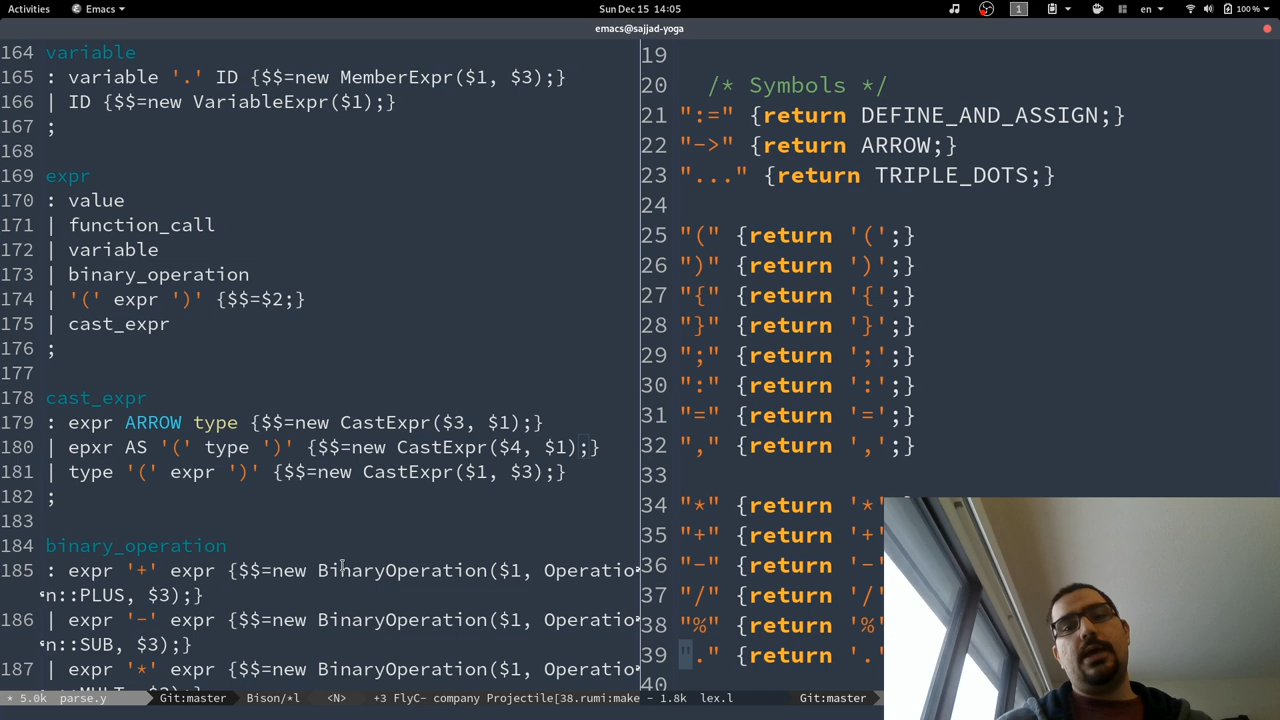 Activities
Emacs
Sun Dec 15 14:05
1
en
100 %
emacs@sajjad-yoga
164 variable
165 : variable '.' ID {$$=new MemberExpr($1, $3);}
166 | ID {$$=new VariableExpr($1);}
167 ;
168
169 expr
170 : value
171 | function_call
172 | variable
173 | binary_operation
174 | '(' expr ')' {$$=$2;}
175 | cast_expr
176 ;
177
178 cast_expr
179 : expr ARROW type {$$=new CastExpr($3, $1);}
180 | epxr AS '(' type ')' {$$=new CastExpr($4, $1);}
181 | type '(' expr ')' {$$=new CastExpr($1, $3);}
182 ;
183
184 binary_operation
185 : expr '+' expr {$$=new BinaryOperation($1, Operatio
n::PLUS, $3);}
186 | expr '-' expr {$$=new BinaryOperation($1, Operatio
n::SUB, $3);}
187 | expr '*' expr {$$=new BinaryOperation($1, Operatio
* 5.0k parse.y Git:master Bison/*l <N> +3 FlyC- company Projectile[38.rumi:make
19
20 /* Symbols */
21 ":=" {return DEFINE_AND_ASSIGN;}
22 "->" {return ARROW;}
23 "..." {return TRIPLE_DOTS;}
24
25 "(" {return '(';}
26 ")" {return ')';}
27 "{" {return '{';}
28 "}" {return '}';}
29 ";" {return ';';}
30 ":" {return ':';}
31 "=" {return '=';}
32 "," {return ',';}
33
34 "*" {return '*'
35 "+" {return '+'
36 "-" {return '-'
37 "/" {return '/'
38 "%" {return '%'
39 "." {return '.'
40
- 1.8k lex.l Git:master